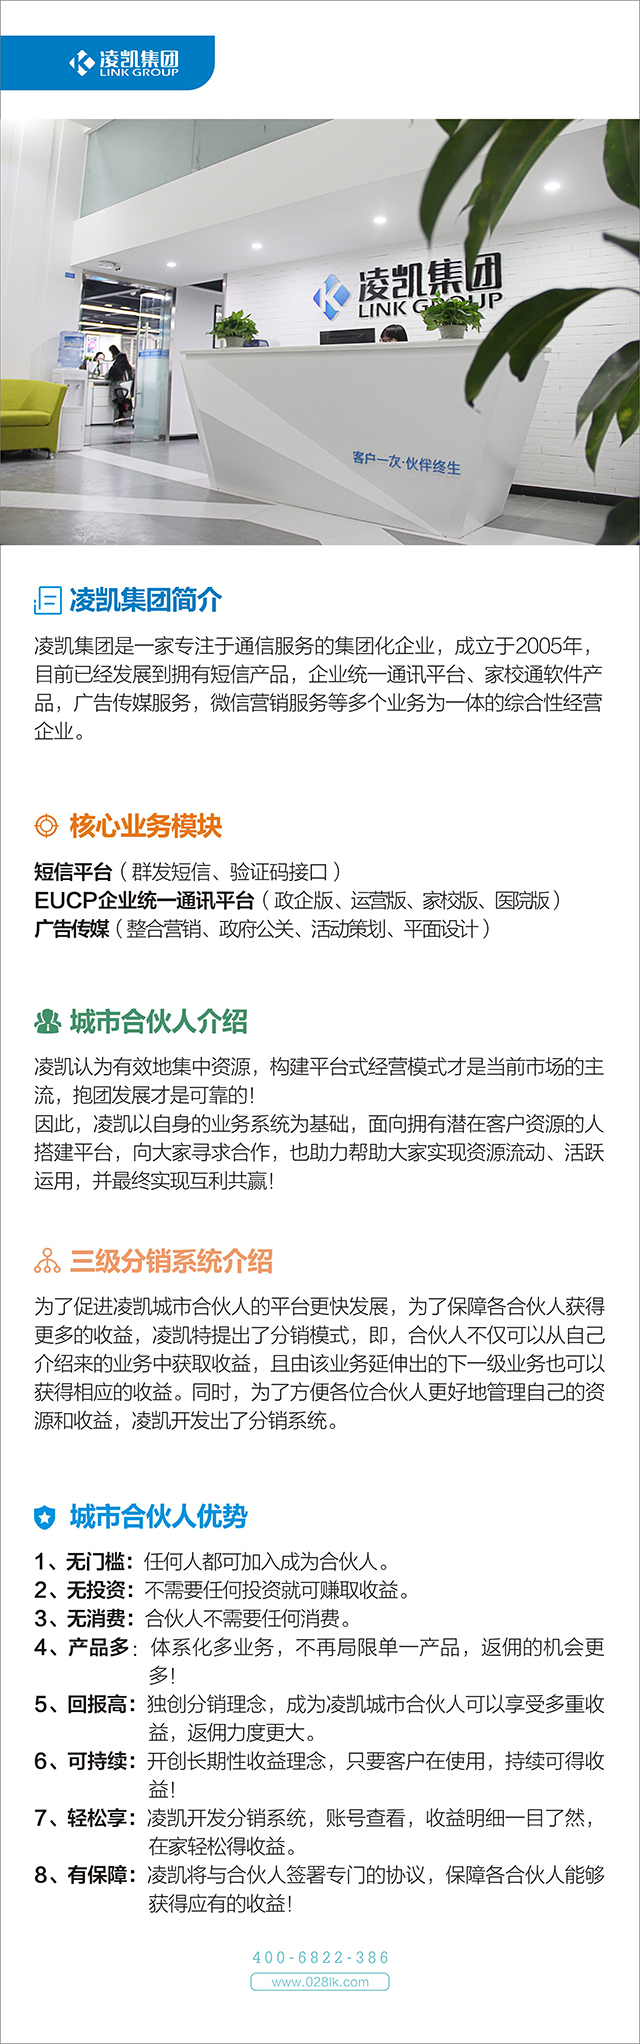 凌凯集团
LINK GROUP
凌凯集团
LINK GROUP
客户一次·伙伴终生
凌凯集团简介
凌凯集团是一家专注于通信服务的集团化企业，成立于2005年，
目前已经发展到拥有短信产品，企业统一通讯平台、家校通软件产
品，广告传媒服务，微信营销服务等多个业务为一体的综合性经营
企业。
核心业务模块
短信平台（群发短信、验证码接口）
EUCP企业统一通讯平台（政企版、运营版、家校版、医院版）
广告传媒（整合营销、政府公关、活动策划、平面设计）
城市合伙人介绍
凌凯认为有效地集中资源，构建平台式经营模式才是当前市场的主
流，抱团发展才是可靠的！
因此，凌凯以自身的业务系统为基础，面向拥有潜在客户资源的人
搭建平台，向大家寻求合作，也助力帮助大家实现资源流动、活跃
运用，并最终实现互利共赢！
三级分销系统介绍
为了促进凌凯城市合伙人的平台更快发展，为了保障各合伙人获得
更多的收益，凌凯特提出了分销模式，即，合伙人不仅可以从自己
介绍来的业务中获取收益，且由该业务延伸出的下一级业务也可以
获得相应的收益。同时，为了方便各位合伙人更好地管理自己的资
源和收益，凌凯开发出了分销系统。
城市合伙人优势
1、无门槛：任何人都可加入成为合伙人。
2、无投资：不需要任何投资就可赚取收益。
3、无消费：合伙人不需要任何消费。
4、产品多：体系化多业务，不再局限单一产品，返佣的机会更
多！
5、回报高：独创分销理念，成为凌凯城市合伙人可以享受多重收
益，返佣力度更大。
6、可持续：开创长期性收益理念，只要客户在使用，持续可得收
益！
7、轻松享：凌凯开发分销系统，账号查看，收益明细一目了然，
在家轻松得收益。
8、有保障：凌凯将与合伙人签署专门的协议，保障各合伙人能够
获得应有的收益！
400-6822-386
www.028lk.com